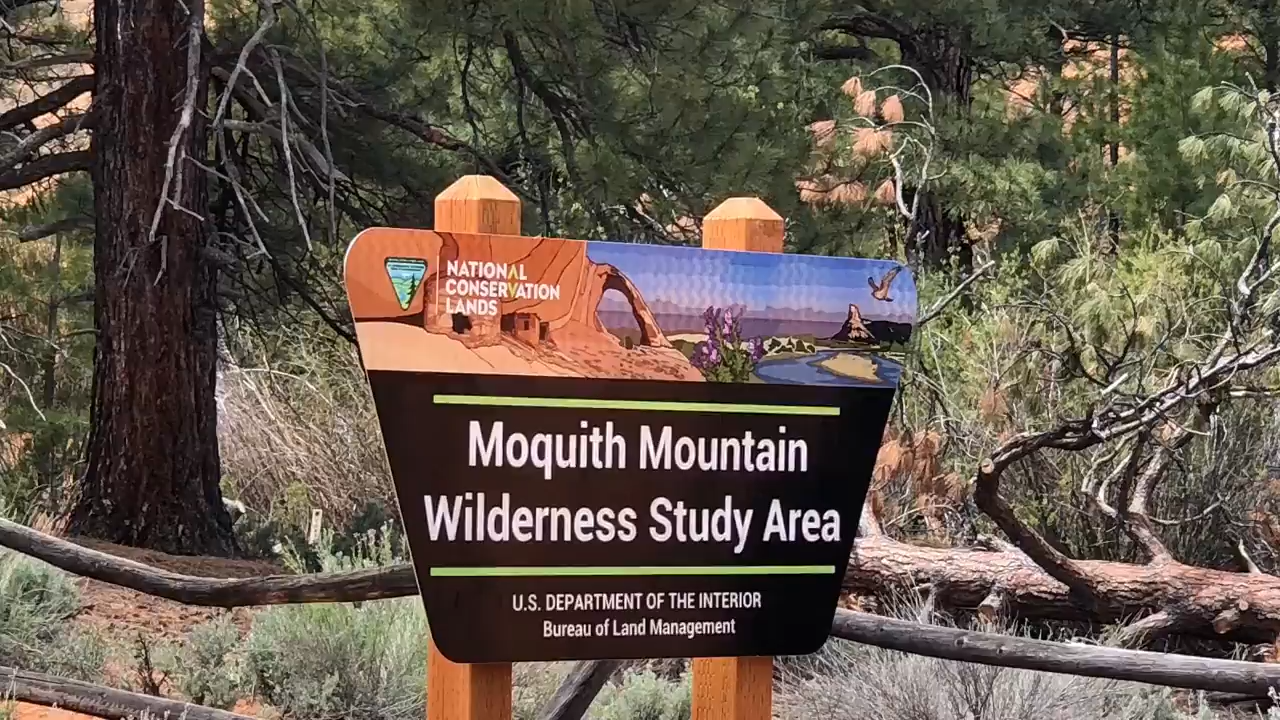 NATIONAL
CONSERVATION
LANDS
Moquith Mountain
Wilderness Study Area
U.S. DEPARTMENT OF THE INTERIOR
Bureau of Land Management